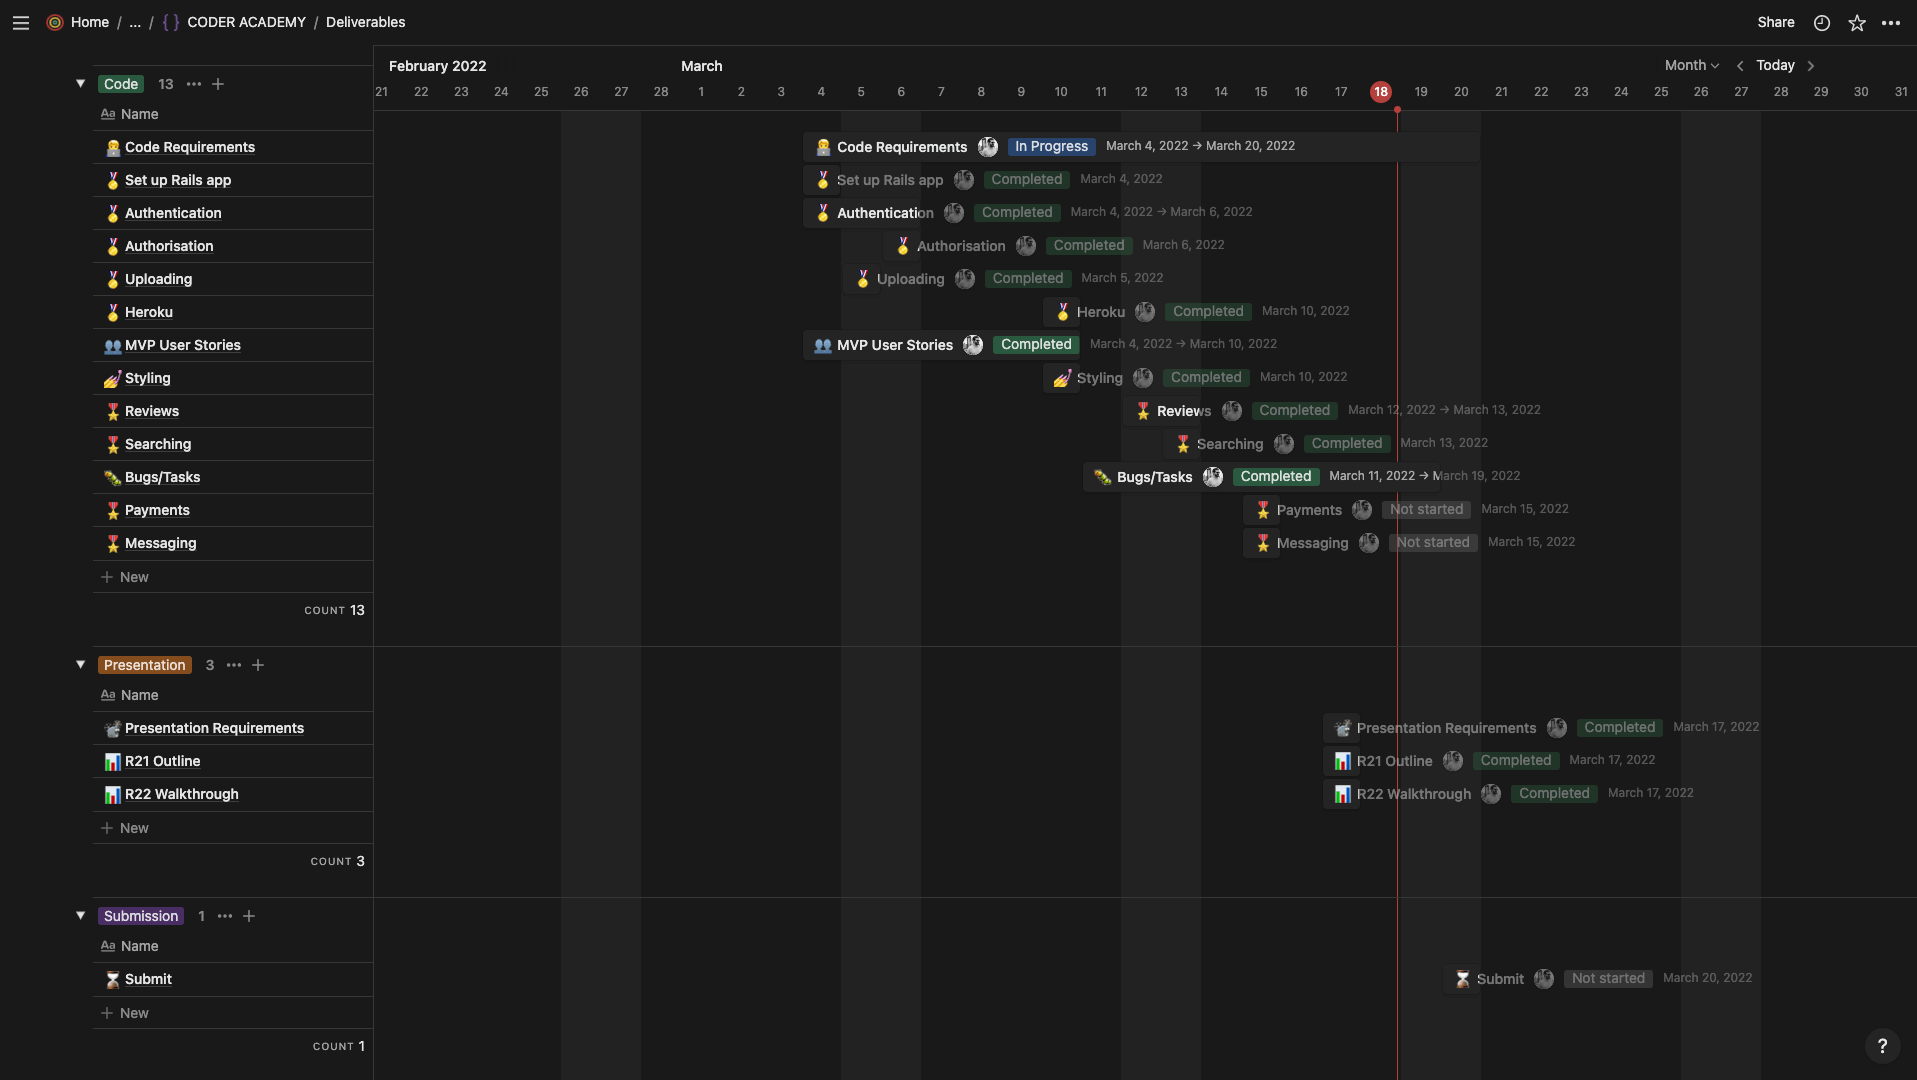 Home / ... / { } CODER ACADEMY / Deliverables
Share
February 2022 March
Month Today
21 22 23 24 25 26 27 28 1 2 3 4 5 6 7 8 9 10 11 12 13 14 15 16 17 18 19 20 21 22 23 24 25 26 27 28 29 30 31
Code 13
Aa Name
Code Requirements
Set up Rails app
Authentication
Authorisation
Uploading
Heroku
MVP User Stories
Styling
Reviews
Searching
Bugs/Tasks
Payments
Messaging
New
COUNT 13
Code Requirements In Progress March 4, 2022 → March 20, 2022
Set up Rails app Completed March 4, 2022
Authentication Completed March 4, 2022 → March 6, 2022
Authorisation Completed March 6, 2022
Uploading Completed March 5, 2022
Heroku Completed March 10, 2022
MVP User Stories Completed March 4, 2022 → March 10, 2022
Styling Completed March 10, 2022
Reviews Completed March 12, 2022 → March 13, 2022
Searching Completed March 13, 2022
Bugs/Tasks Completed March 11, 2022 → March 19, 2022
Payments Not started March 15, 2022
Messaging Not started March 15, 2022
Presentation 3
Aa Name
Presentation Requirements
R21 Outline
R22 Walkthrough
New
COUNT 3
Presentation Requirements Completed March 17, 2022
R21 Outline Completed March 17, 2022
R22 Walkthrough Completed March 17, 2022
Submission 1
Aa Name
Submit
New
COUNT 1
Submit Not started March 20, 2022
?